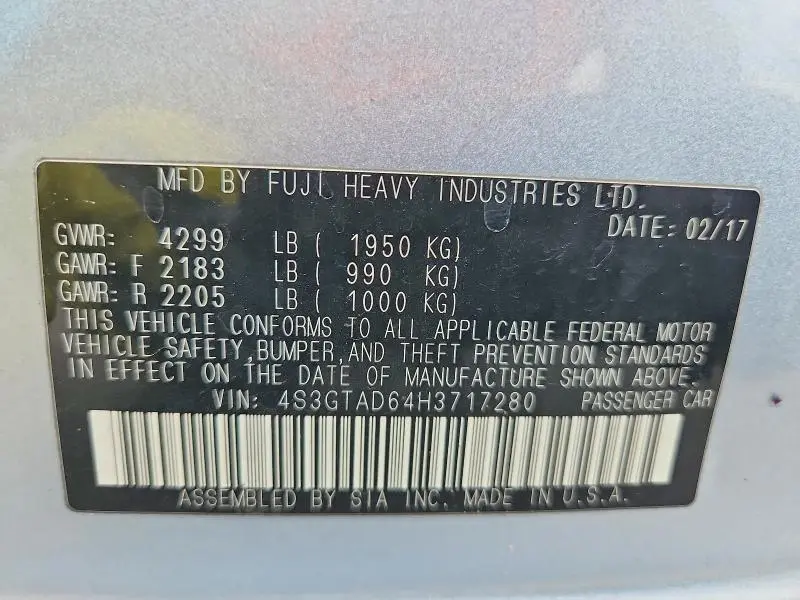 MFD BY FUJI HEAVY INDUSTRIES LTD.
DATE: 02/17
GVWR: 4299 LB ( 1950 KG)
GAWR: F 2183 LB ( 990 KG)
GAWR: R 2205 LB ( 1000 KG)
THIS VEHICLE CONFORMS TO ALL APPLICABLE FEDERAL MOTOR
VEHICLE SAFETY, BUMPER, AND THEFT PREVENTION STANDARDS
IN EFFECT ON THE DATE OF MANUFACTURE SHOWN ABOVE.
VIN: 4S3GTAD64H3717280 PASSENGER CAR
ASSEMBLED BY SIA INC. MADE IN U.S.A.